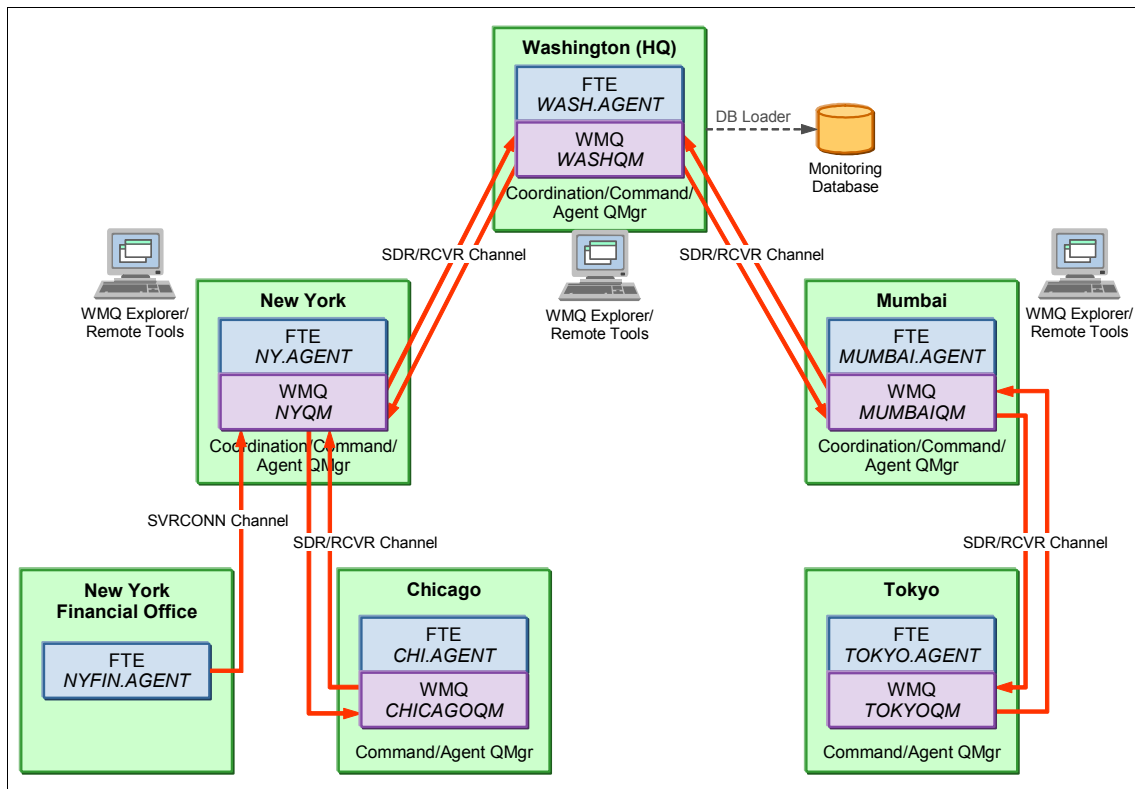 Washington (HQ)
FTE
WASH.AGENT
WMQ
WASHQM
Coordination/Command/
Agent QMgr
DB Loader
Monitoring
Database
SDR/RCVR Channel
SDR/RCVR Channel
WMQ Explorer/
Remote Tools
WMQ Explorer/
Remote Tools
WMQ Explorer/
Remote Tools
New York
FTE
NY.AGENT
WMQ
NYQM
Coordination/Command/
Agent QMgr
Mumbai
FTE
MUMBAI.AGENT
WMQ
MUMBAIQM
Coordination/Command/
Agent QMgr
SVRCONN Channel
SDR/RCVR Channel
SDR/RCVR Channel
New York
Financial Office
FTE
NYFIN.AGENT
Chicago
FTE
CHI.AGENT
WMQ
CHICAGOQM
Command/Agent QMgr
Tokyo
FTE
TOKYO.AGENT
WMQ
TOKYOQM
Command/Agent QMgr